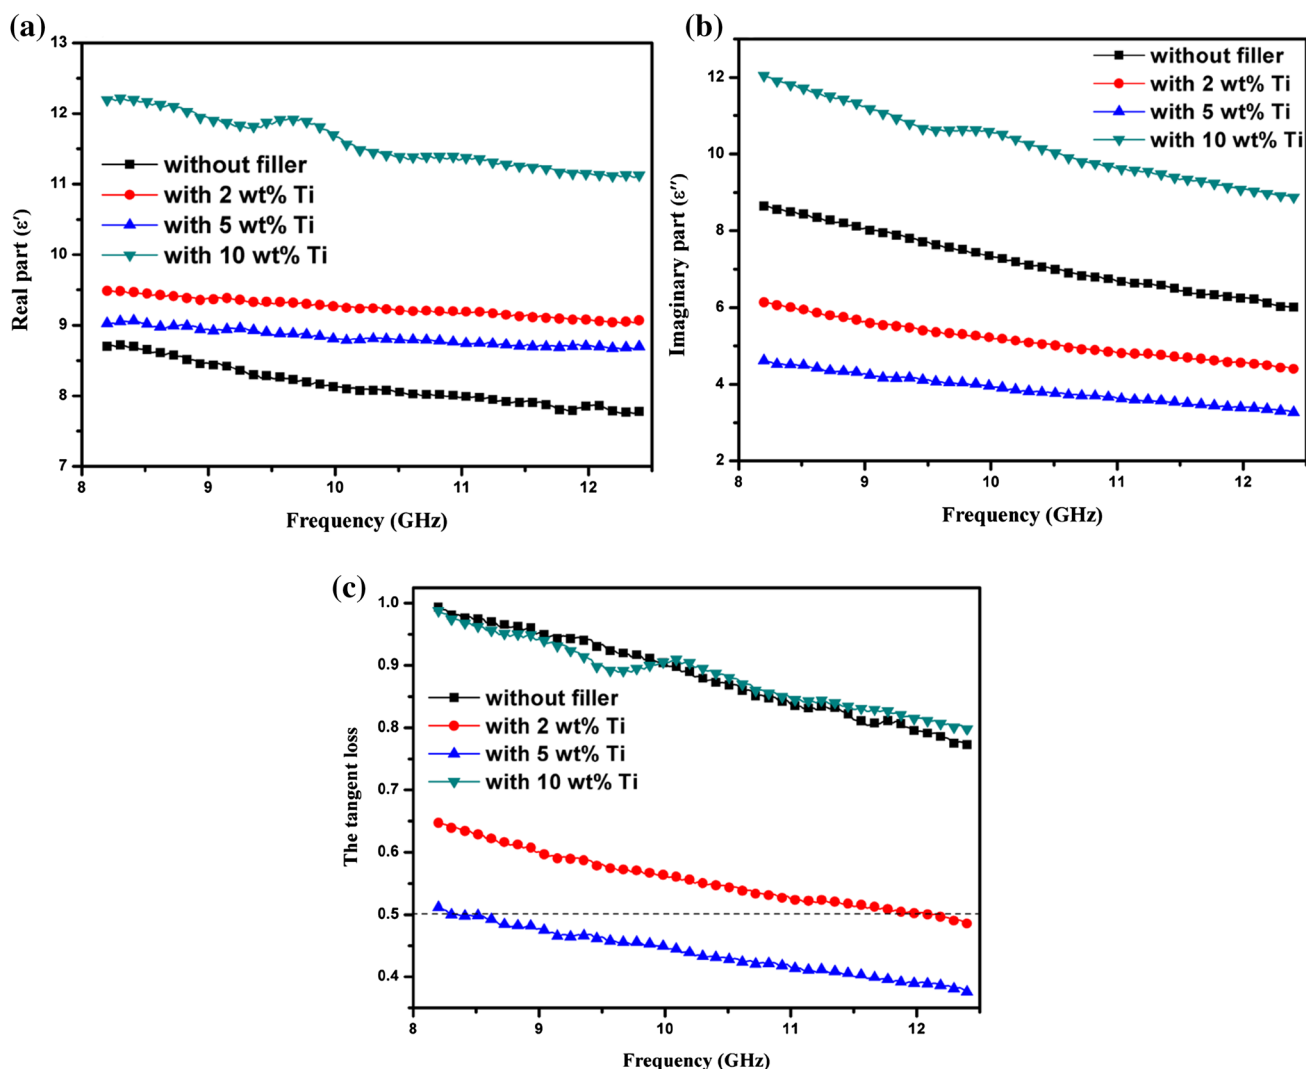 (a)
13
12
11
10
9
8
7
Real part (ε′)
without filler
with 2 wt% Ti
with 5 wt% Ti
with 10 wt% Ti
8 9 10 11 12
Frequency (GHz)
(b)
12
10
8
6
4
2
Imaginary part (ε″)
without filler
with 2 wt% Ti
with 5 wt% Ti
with 10 wt% Ti
8 9 10 11 12
Frequency (GHz)
(c)
1.0
0.9
0.8
0.7
0.6
0.5
0.4
The tangent loss
without filler
with 2 wt% Ti
with 5 wt% Ti
with 10 wt% Ti
8 9 10 11 12
Frequency (GHz)